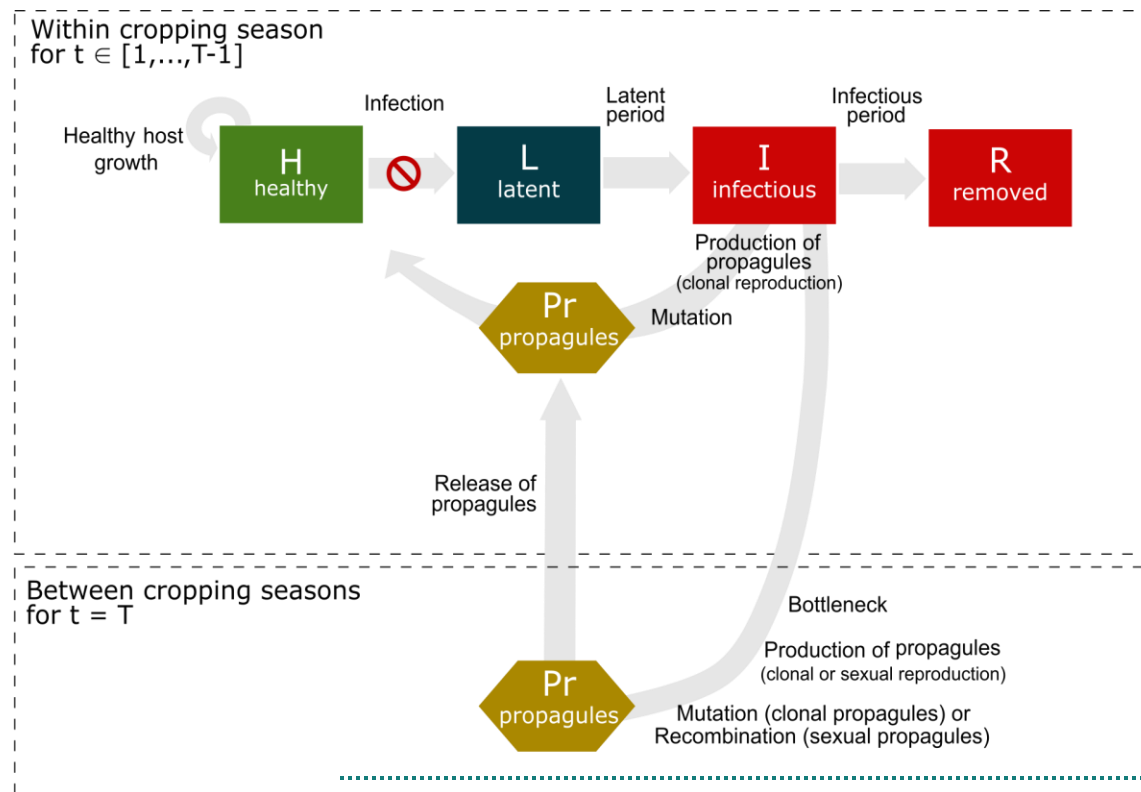 Within cropping season
for t ∈ [1,...,T-1]
Infection
Latent
period
Infectious
period
Healthy host
growth
H
healthy
L
latent
I
infectious
R
removed
Production of
propagules
(clonal reproduction)
Mutation
Pr
propagules
Release of
propagules
Between cropping seasons
for t = T
Bottleneck
Production of propagules
(clonal or sexual reproduction)
Pr
propagules
Mutation (clonal propagules) or
Recombination (sexual propagules)